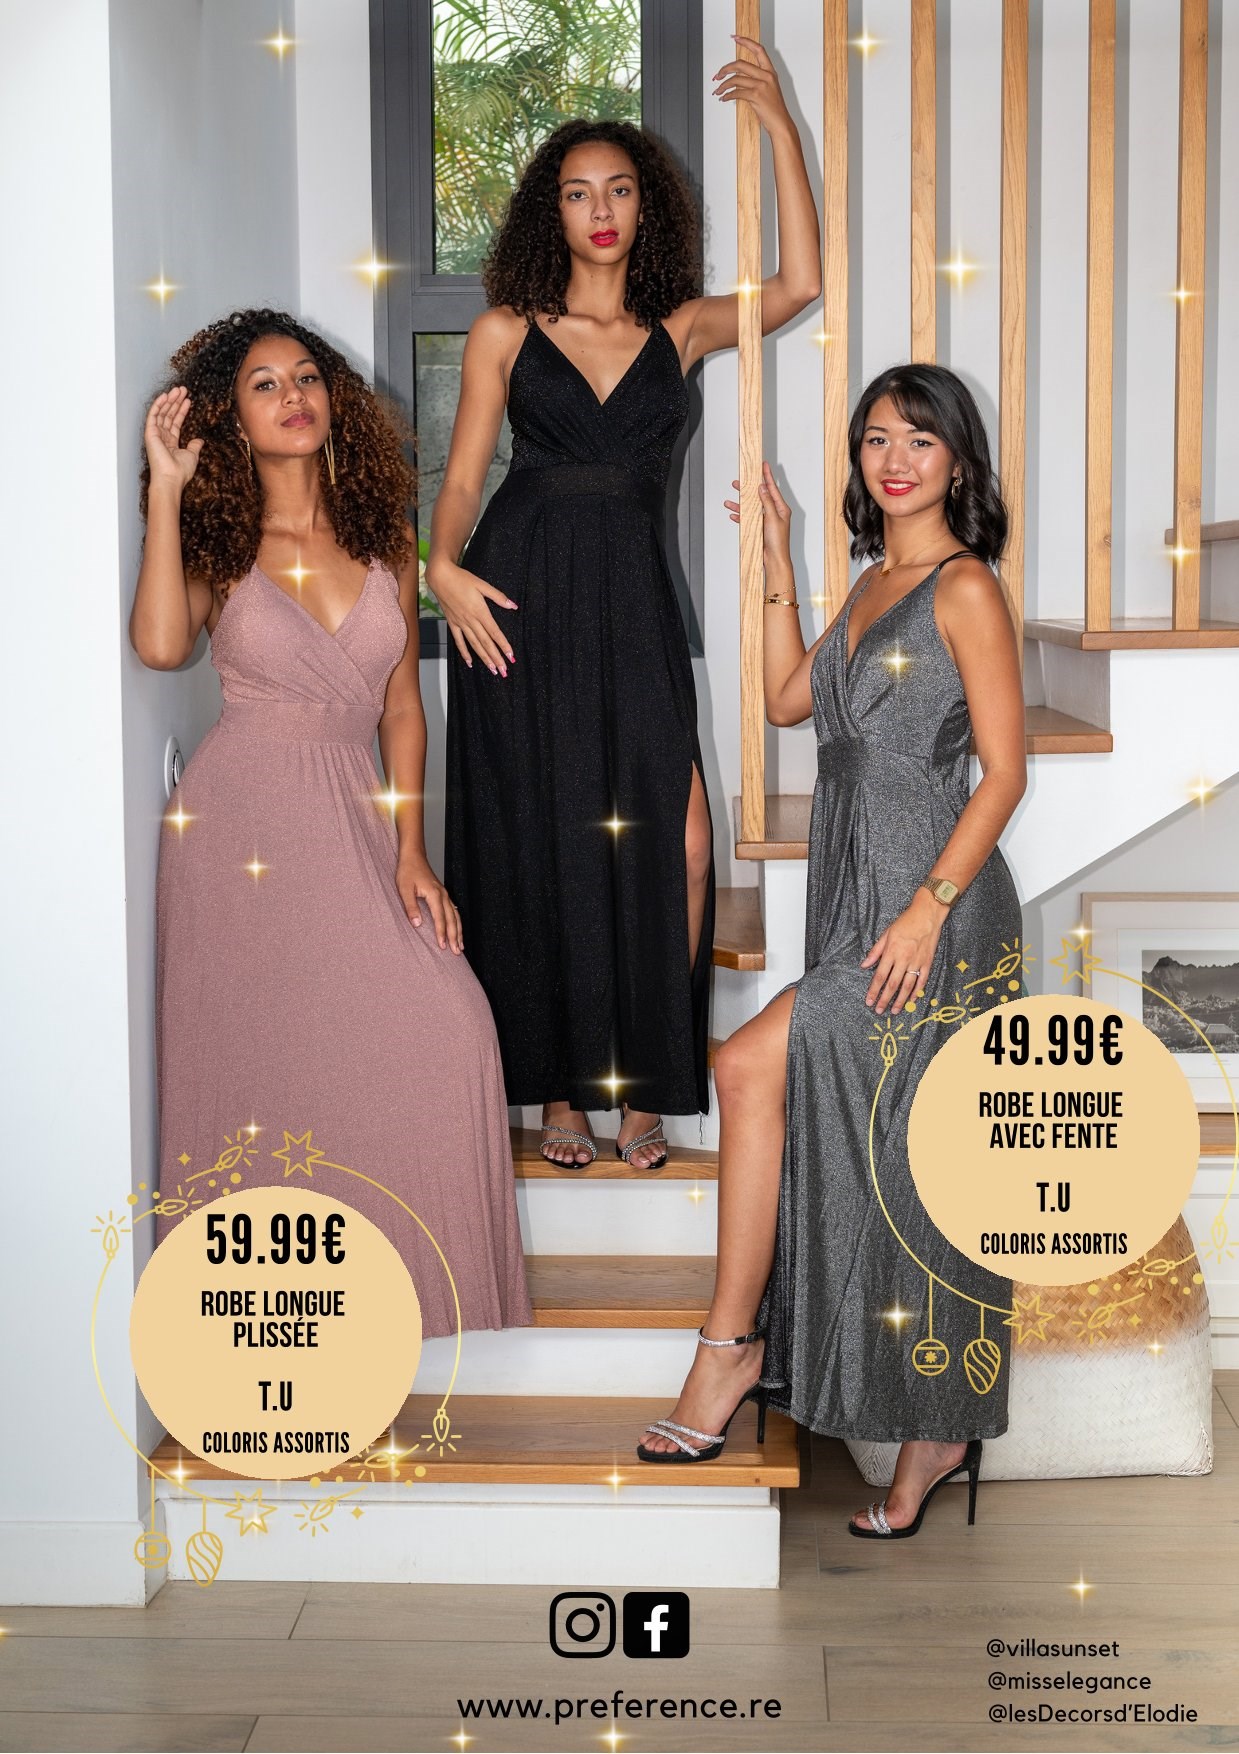 49.99€
ROBE LONGUE
AVEC FENTE
T.U
COLORIS ASSORTIS
59.99€
ROBE LONGUE
PLISSÉE
T.U
COLORIS ASSORTIS
www.preference.re
@villasunset
@misselegance
@lesDecorsd'Elodie